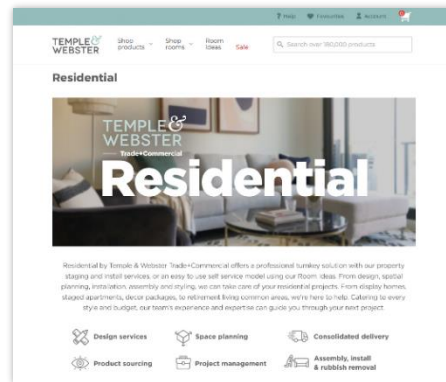 ? Help Favourites Account
TEMPLE & WEBSTER
Shop products
Shop rooms
Room Ideas
Sale
Search over 180,000 products
Residential
TEMPLE & WEBSTER
Trade+Commercial
Residential
Residential by Temple & Webster Trade+Commercial offers a professional turnkey solution with our property
staging and install services, or an easy to use self service model using our Room Ideas. From design, spatial
planning, installation, assembly and styling, we can take care of your residential projects. From display homes,
staged apartments, decor packages, to retirement living common areas, we're here to help. Catering to every
style and budget, our team's experience and expertise can guide you through your next project.
Design services
Space planning
Consolidated delivery
Product sourcing
Project management
Assembly, install
& rubbish removal